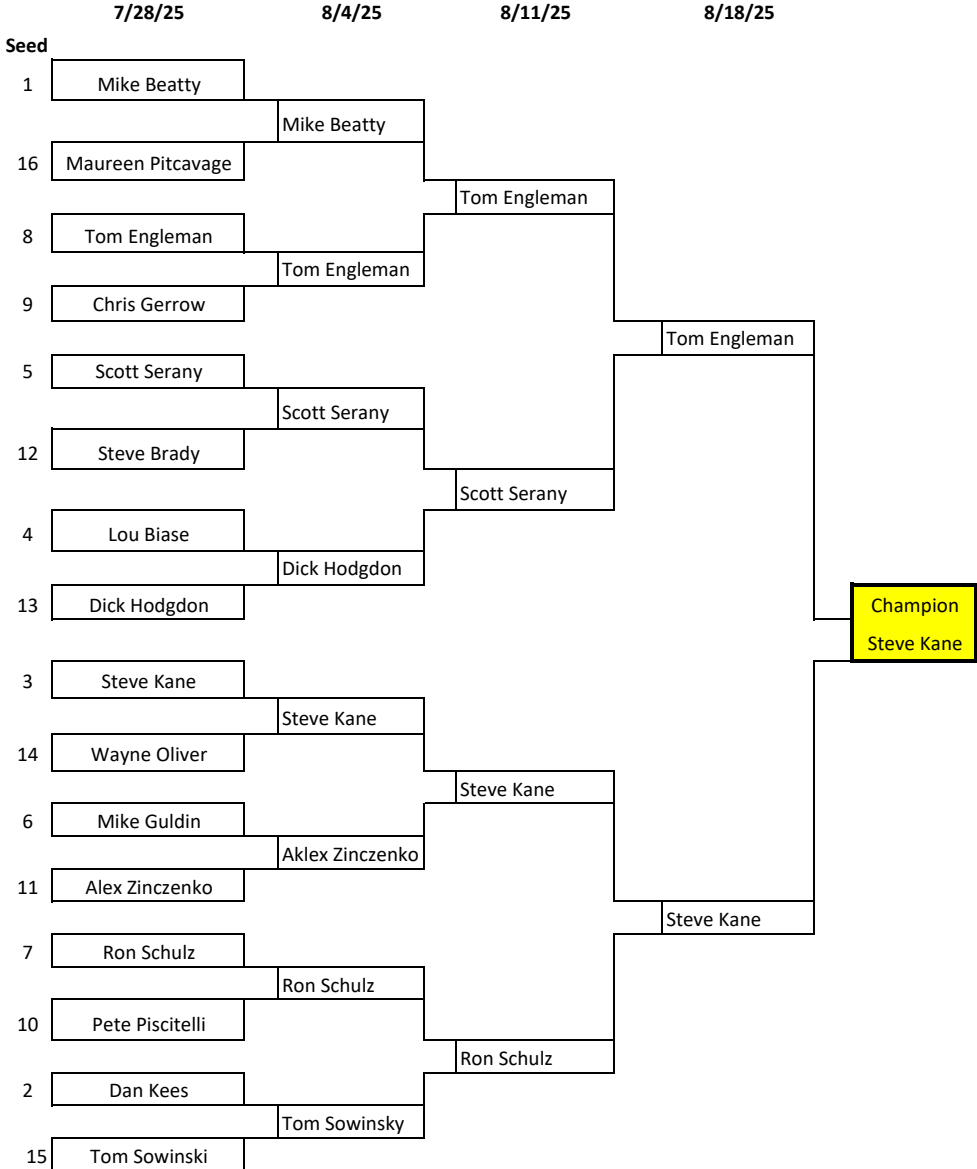 7/28/25 8/4/25 8/11/25 8/18/25
Seed
1 Mike Beatty
Mike Beatty
16 Maureen Pitcavage
Tom Engleman
8 Tom Engleman
Tom Engleman
9 Chris Gerrow
Tom Engleman
5 Scott Serany
Scott Serany
12 Steve Brady
Scott Serany
4 Lou Biase
Dick Hodgdon
13 Dick Hodgdon
Champion
Steve Kane
3 Steve Kane
Steve Kane
14 Wayne Oliver
Steve Kane
6 Mike Guldin
Aklex Zinczenko
11 Alex Zinczenko
Steve Kane
7 Ron Schulz
Ron Schulz
10 Pete Piscitelli
Ron Schulz
2 Dan Kees
Tom Sowinsky
15 Tom Sowinski